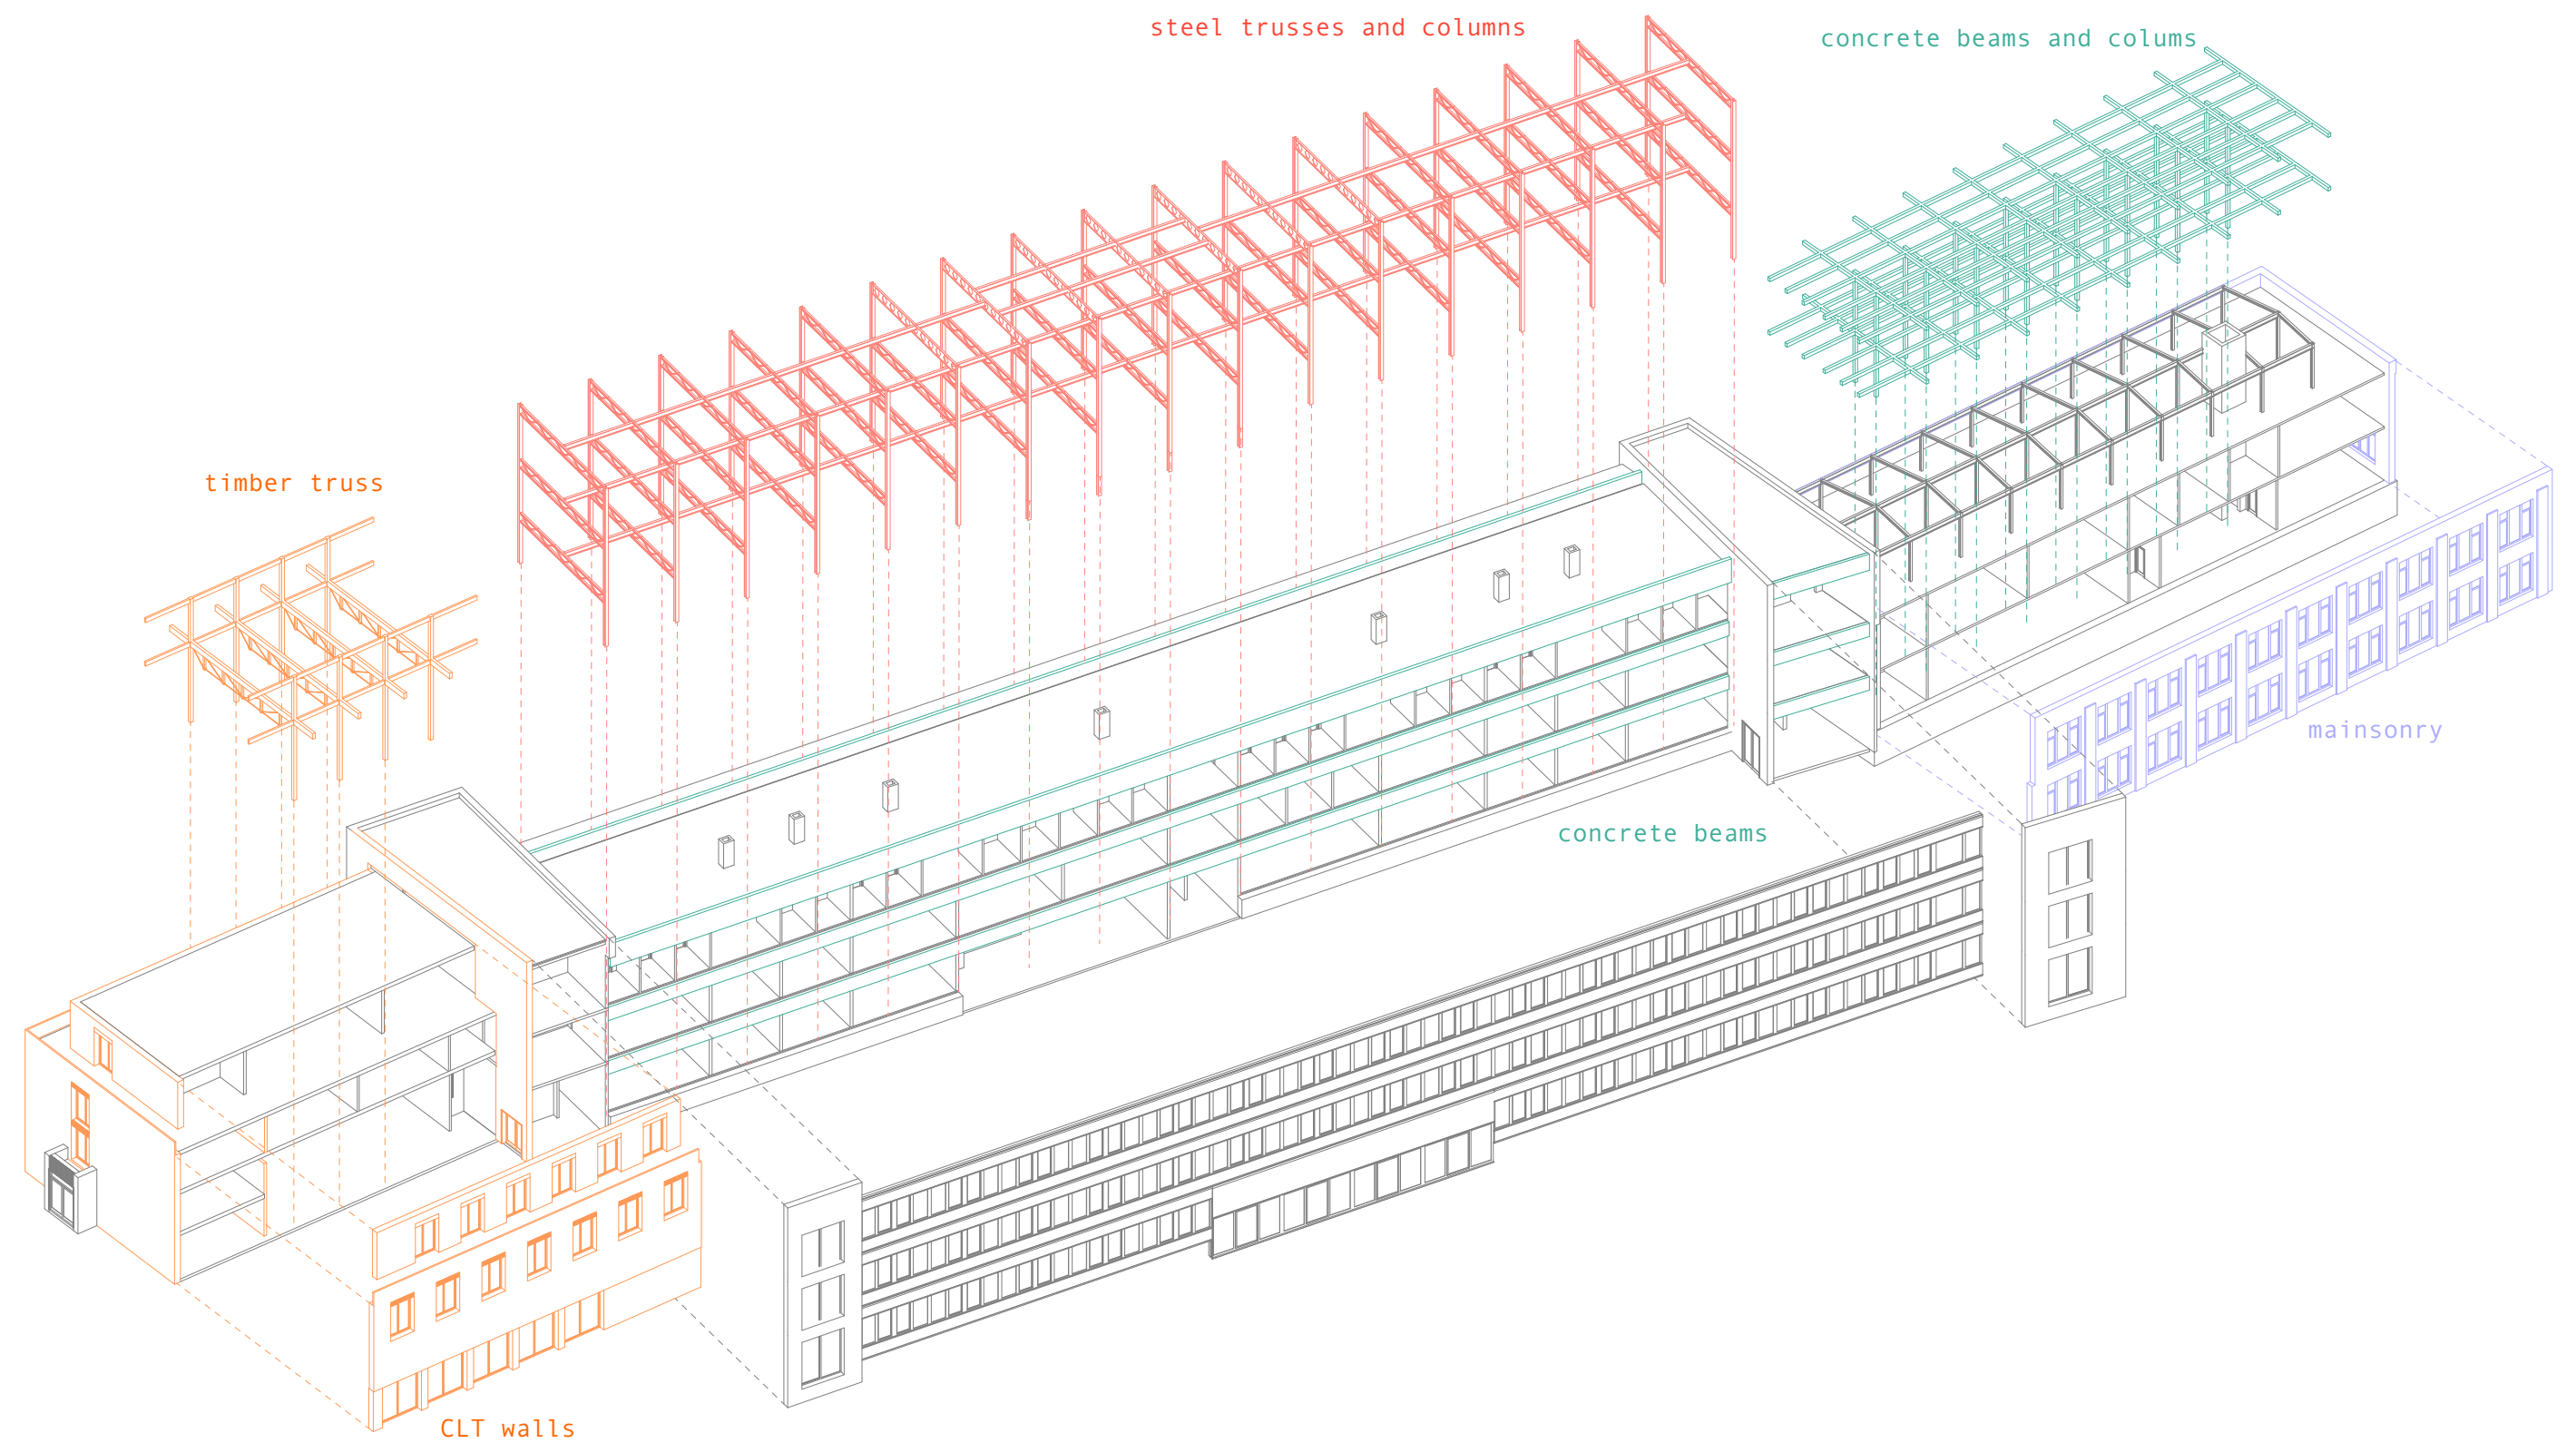 steel trusses and columns
concrete beams and colums
timber truss
mainsonry
concrete beams
CLT walls